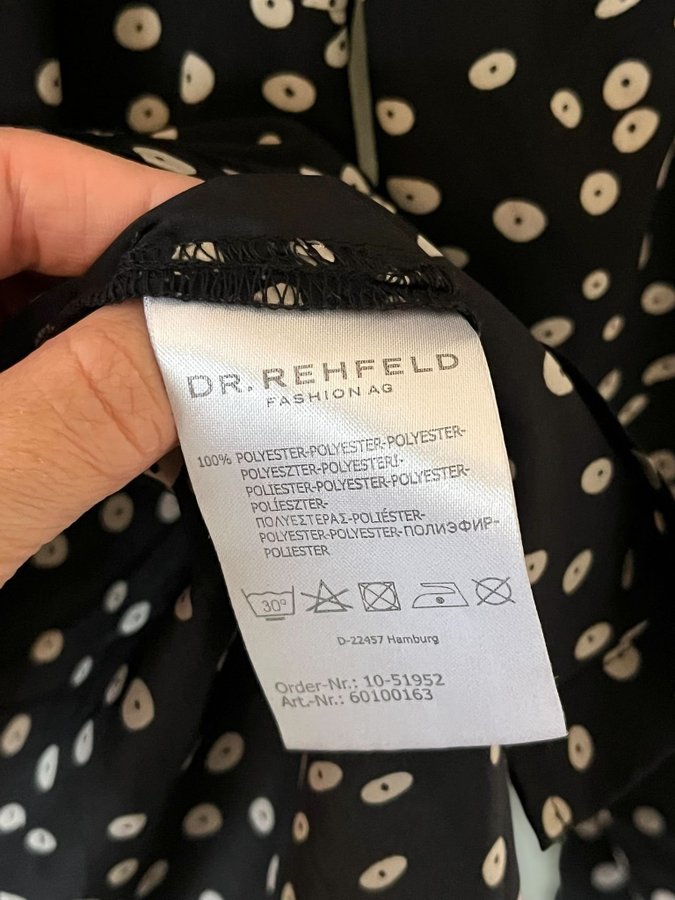 DR. REHFELD
FASHION AG
100% POLYESTER-POLYESTER-POLYESTER-
POLYESZTER-POLYESTERI-
POLIESTER-POLYESTER-POLYESTER-
POLÍESZTER-
ΠΟΛΥΕΣΤΕΡΑΣ-POLIÉSTER-
POLYESTER-POLYESTER-ПОЛИЭФИР-
POLIESTER
30°
D-22457 Hamburg
Order-Nr.: 10-51952
Art.-Nr.: 60100163